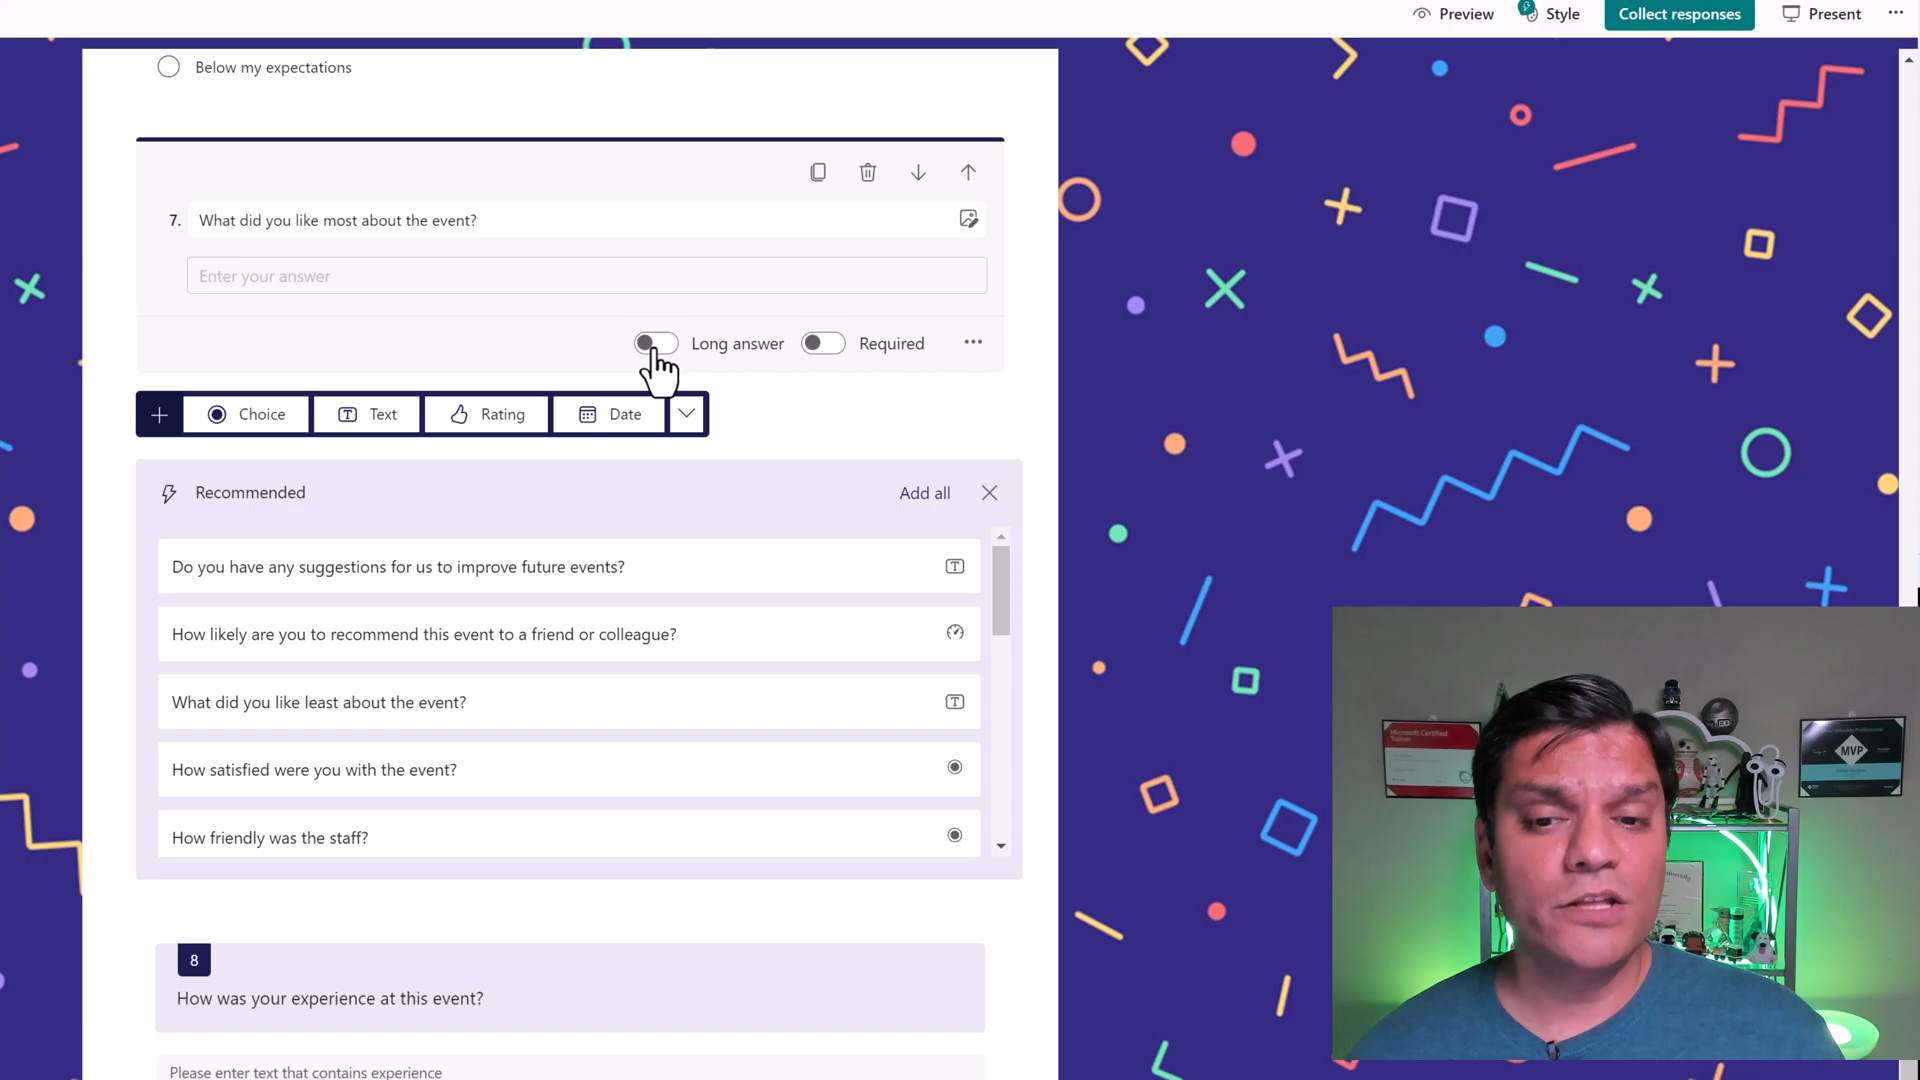 Preview
Style
Collect responses
Present
Below my expectations
7. What did you like most about the event?
Enter your answer
Long answer
Required
Choice
Text
Rating
Date
Recommended
Add all
Do you have any suggestions for us to improve future events?
How likely are you to recommend this event to a friend or colleague?
What did you like least about the event?
How satisfied were you with the event?
How friendly was the staff?
8
How was your experience at this event?
Please enter text that contains experience
Microsoft Certified
Trainer
MVP